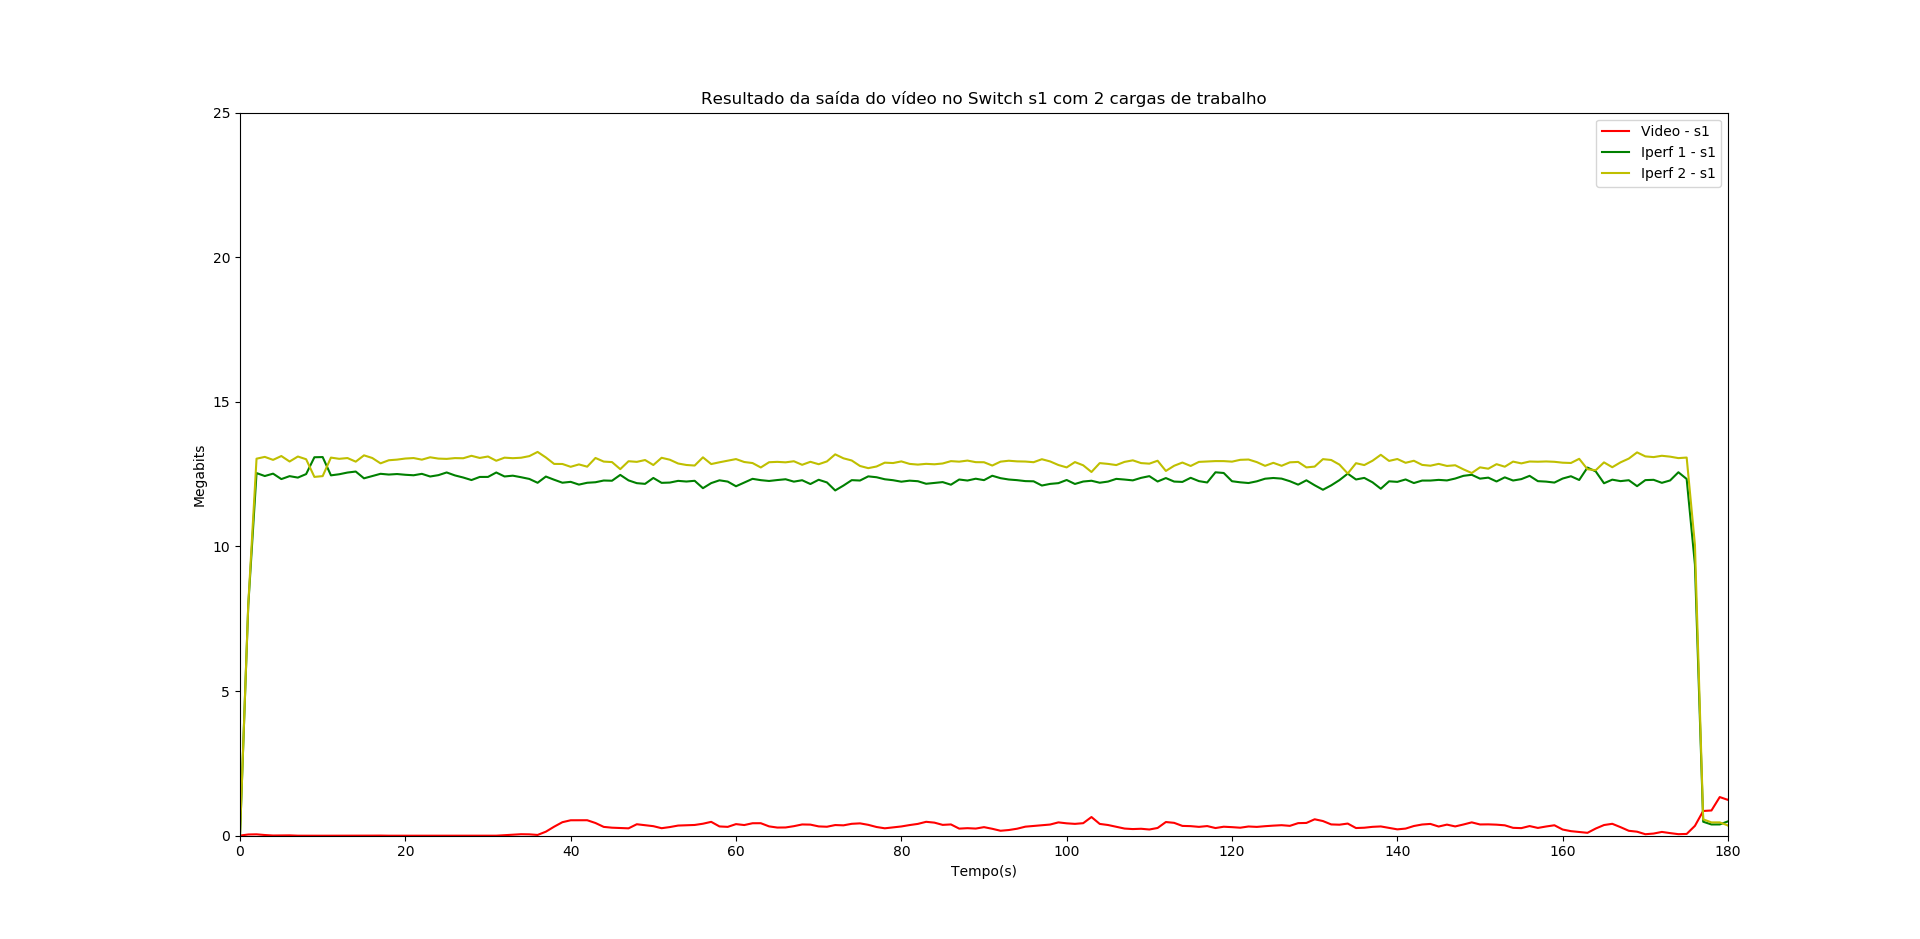 Resultado da saída do vídeo no Switch s1 com 2 cargas de trabalho
25
20
15
10
5
0
Megabits
Video - s1
Iperf 1 - s1
Iperf 2 - s1
0 20 40 60 80 100 120 140 160 180
Tempo(s)